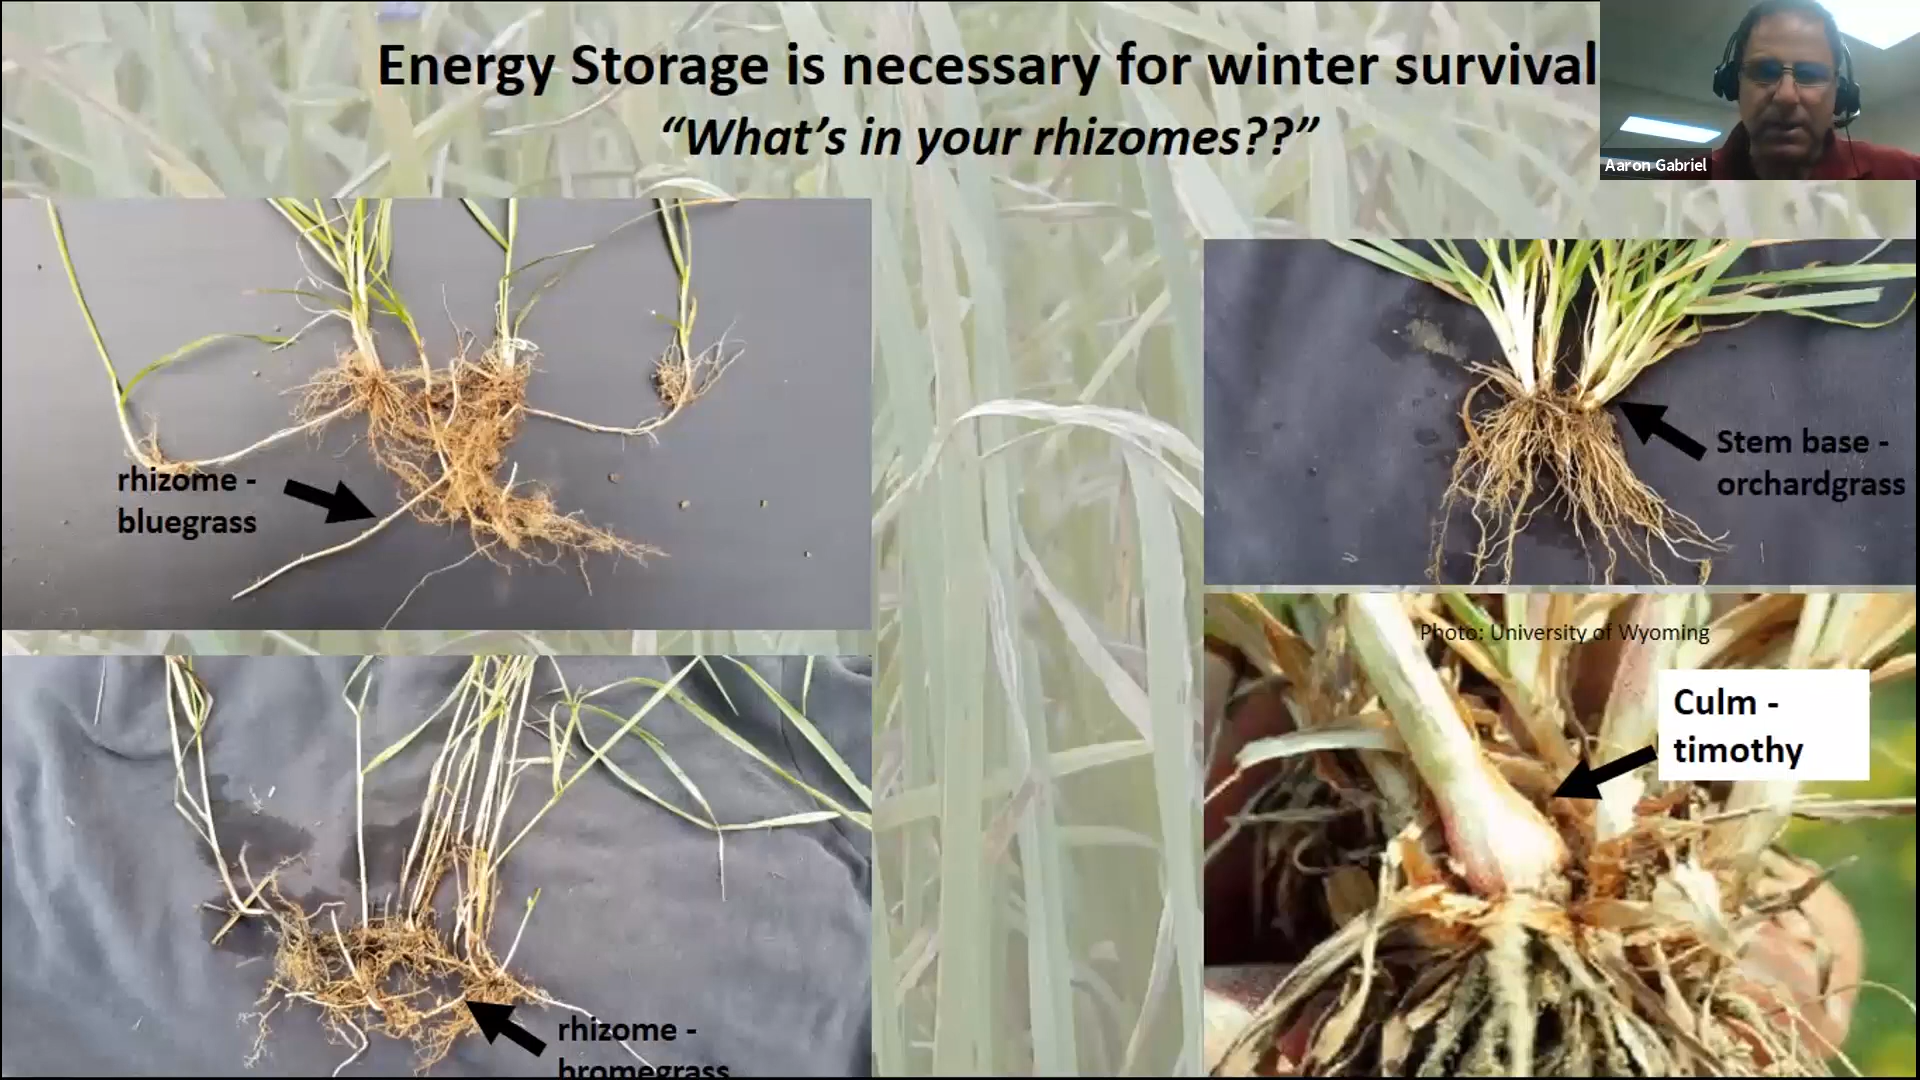 Energy Storage is necessary for winter survival
“What’s in your rhizomes??”
Aaron Gabriel
rhizome -
bluegrass
Stem base -
orchardgrass
Photo: University of Wyoming
Culm -
timothy
rhizome -
bromegrass